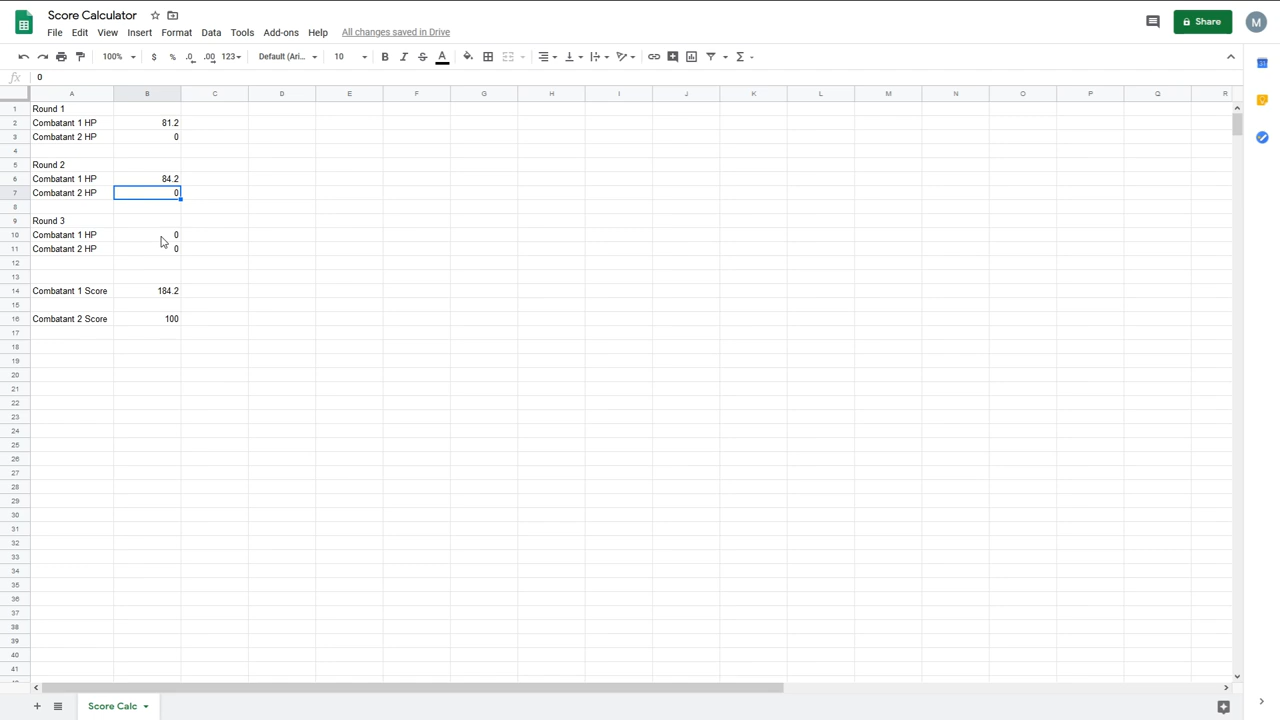 Score Calculator
Share
M
File Edit View Insert Format Data Tools Add-ons Help All changes saved in Drive
100% $ % .0 .00 123 Default (Ari... 10 B I S A Σ
fx 0
A B C D E F G H I J K L M N O P Q R
1 Round 1
2 Combatant 1 HP 81.2
3 Combatant 2 HP 0
4
5 Round 2
6 Combatant 1 HP 84.2
7 Combatant 2 HP 0
8
9 Round 3
10 Combatant 1 HP 0
11 Combatant 2 HP 0
12
13
14 Combatant 1 Score 184.2
15
16 Combatant 2 Score 100
17
18
19
20
21
22
23
24
25
26
27
28
29
30
31
32
33
34
35
36
37
38
39
40
41
Score Calc